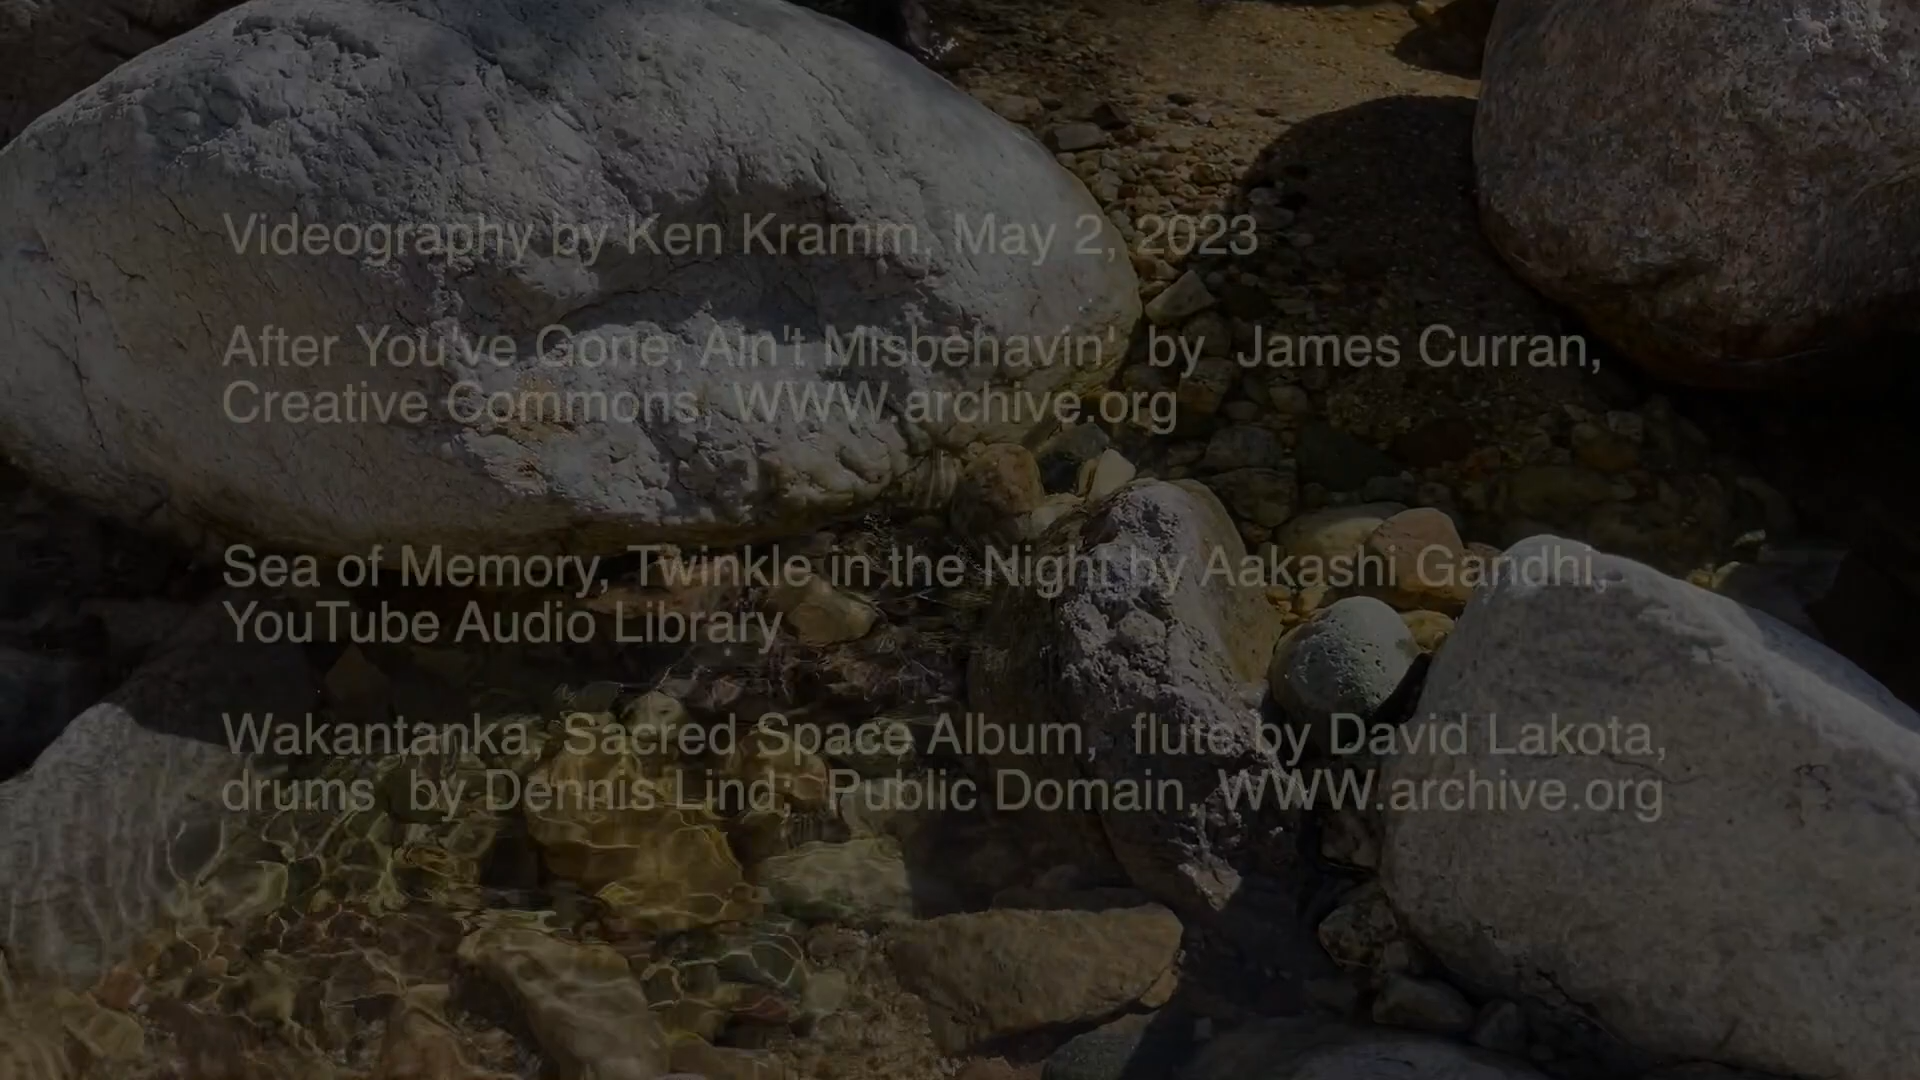 Videography by Ken Kramm, May 2, 2023
After You've Gone, Ain't Misbehavin'  by  James Curran,
Creative Commons, WWW.archive.org
Sea of Memory, Twinkle in the Night by Aakashi Gandhi,
YouTube Audio Library
Wakantanka, Sacred Space Album,  flute by David Lakota,
drums  by Dennis Lind;  Public Domain, WWW.archive.org